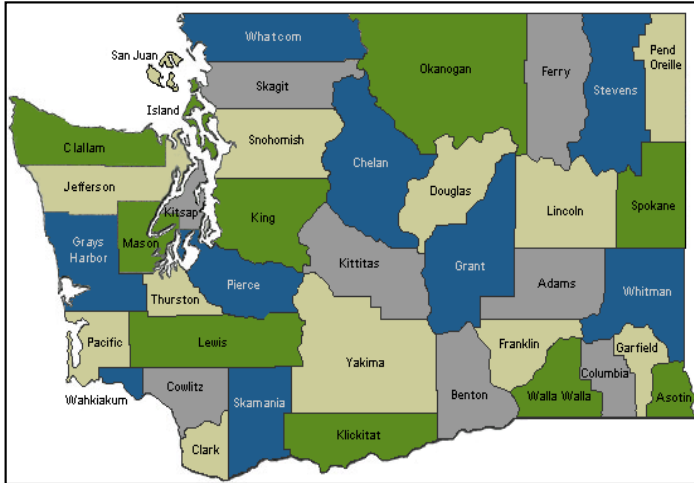 Whatcom
San Juan
Skagit
Okanogan
Ferry
Stevens
Pend
Oreille
Island
Snohomish
Clallam
Chelan
Jefferson
Douglas
Lincoln
Spokane
Kitsap
King
Grays
Harbor
Mason
Kittitas
Grant
Adams
Whitman
Thurston
Pierce
Pacific
Lewis
Yakima
Franklin
Garfield
Columbia
Wahkiakum
Cowlitz
Skamania
Benton
Walla Walla
Asotin
Klickitat
Clark